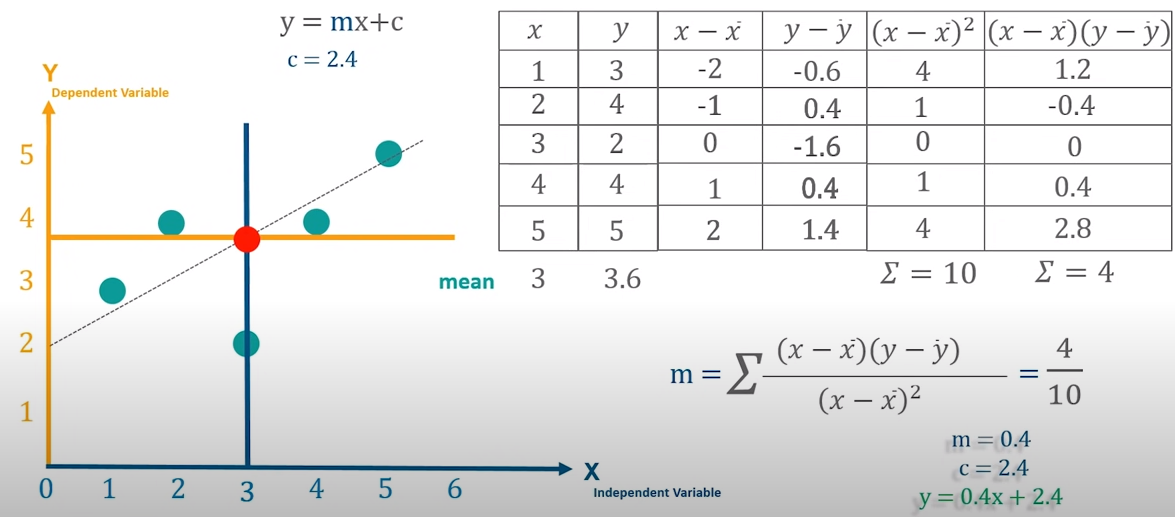 y = mx+c
c = 2.4
Y
Dependent Variable
5
4
3
2
1
0 1 2 3 4 5 6
X
Independent Variable
x y x − x̄ y − ȳ (x − x̄)² (x − x̄)(y − ȳ)
1 3 -2 -0.6 4 1.2
2 4 -1 0.4 1 -0.4
3 2 0 -1.6 0 0
4 4 1 0.4 1 0.4
5 5 2 1.4 4 2.8
mean 3 3.6 Σ = 10 Σ = 4
m = Σ (x − x̄)(y − ȳ) / (x − x̄)² = 4 / 10
m = 0.4
c = 2.4
y = 0.4x + 2.4